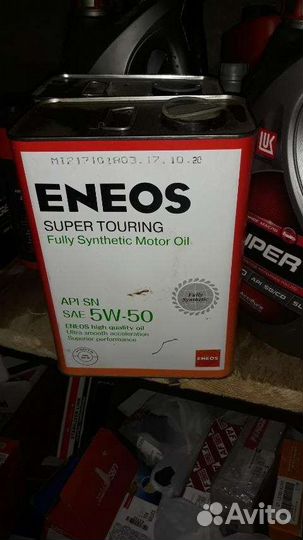 MI217101A03.17.10.20
ENEOS
SUPER TOURING
Fully Synthetic Motor Oil
Fully
Synthetic
API SN
SAE 5W-50
ENEOS high quality oil
Ultra smooth acceleration
Superior performance
ENEOS
SUPER
Avito